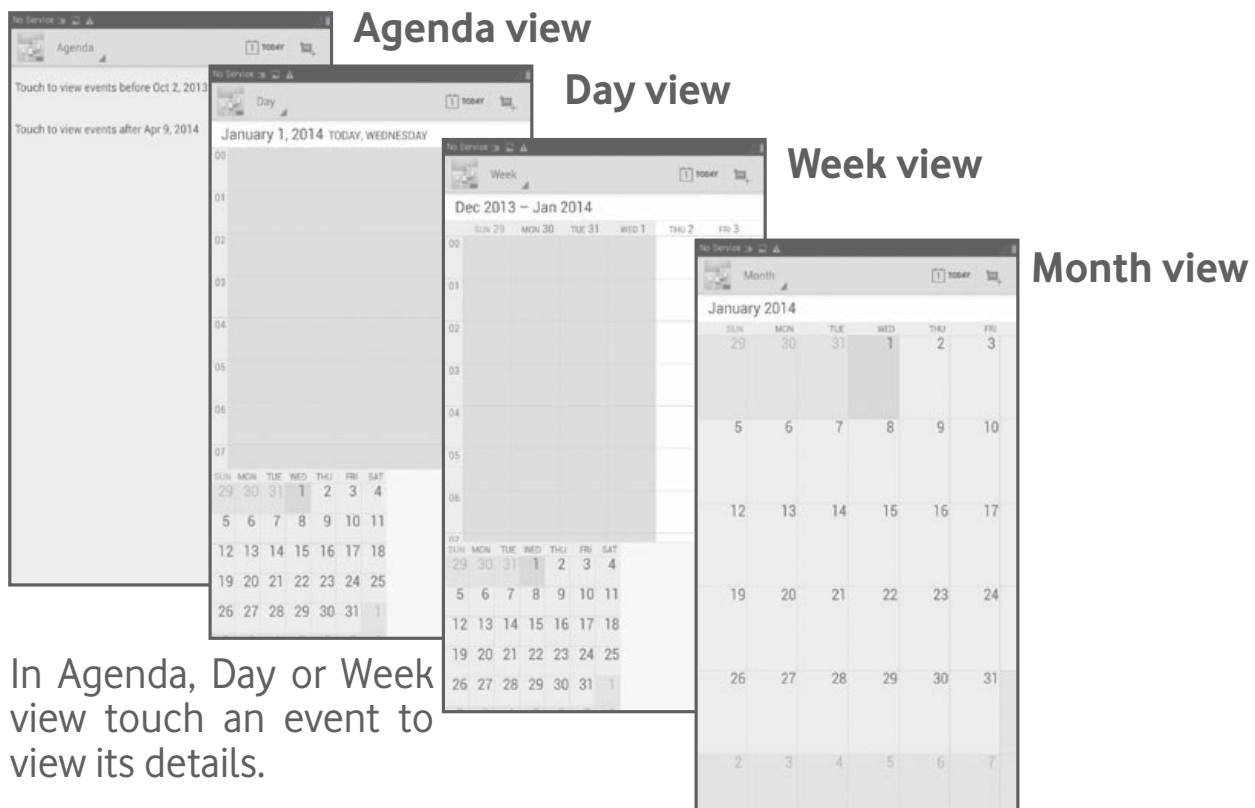 Agenda view
No Service
Agenda
1 TODAY
Touch to view events before Oct 2, 2013
Touch to view events after Apr 9, 2014
Day view
No Service
Day
1 TODAY
January 1, 2014 TODAY, WEDNESDAY
00
01
02
03
04
05
06
07
SUN MON TUE WED THU FRI SAT
29 30 31 1 2 3 4
5 6 7 8 9 10 11
12 13 14 15 16 17 18
19 20 21 22 23 24 25
26 27 28 29 30 31 1
Week view
No Service
Week
1 TODAY
Dec 2013 – Jan 2014
SUN 29 MON 30 TUE 31 WED 1 THU 2 FRI 3
00
01
02
03
04
05
06
07
SUN MON TUE WED THU FRI SAT
29 30 31 1 2 3 4
5 6 7 8 9 10 11
12 13 14 15 16 17 18
19 20 21 22 23 24 25
26 27 28 29 30 31 1
Month view
No Service
Month
1 TODAY
January 2014
SUN MON TUE WED THU FRI
29 30 31 1 2 3
5 6 7 8 9 10
12 13 14 15 16 17
19 20 21 22 23 24
26 27 28 29 30 31
2 3 4 5 6 7
In Agenda, Day or Week
view touch an event to
view its details.